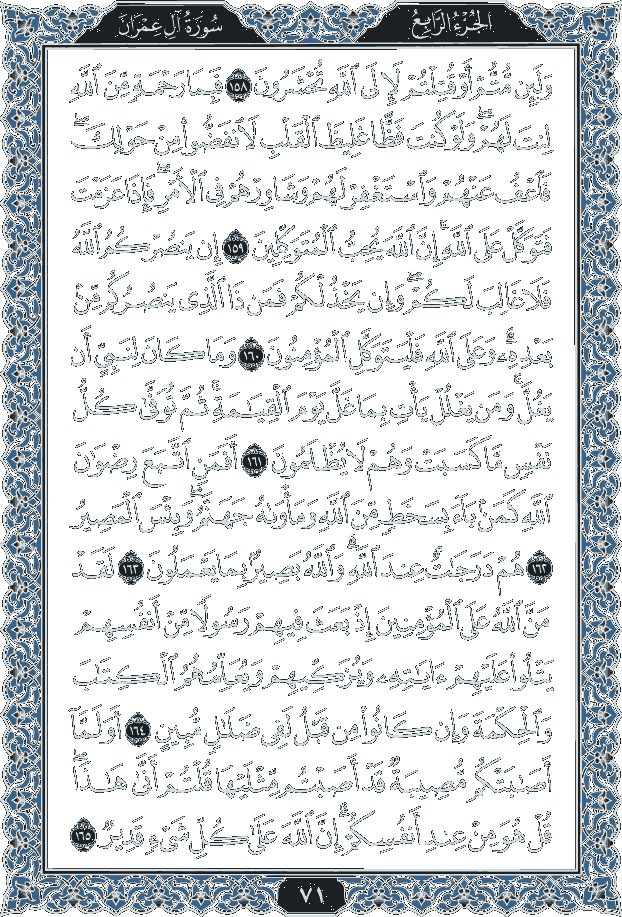 الجزء الرابع
سورة آل عمران
وَلَئِن مُّتُّمْ أَوْ قُتِلْتُمْ لَإِلَى ٱللَّهِ تُحْشَرُونَ ١٥٨ فَبِمَا رَحْمَةٍ مِّنَ ٱللَّهِ
لِنتَ لَهُمْ ۖ وَلَوْ كُنتَ فَظًّا غَلِيظَ ٱلْقَلْبِ لَٱنفَضُّوا۟ مِنْ حَوْلِكَ ۖ
فَٱعْفُ عَنْهُمْ وَٱسْتَغْفِرْ لَهُمْ وَشَاوِرْهُمْ فِى ٱلْأَمْرِ ۖ فَإِذَا عَزَمْتَ
فَتَوَكَّلْ عَلَى ٱللَّهِ ۚ إِنَّ ٱللَّهَ يُحِبُّ ٱلْمُتَوَكِّلِينَ ١٥٩ إِن يَنصُرْكُمُ ٱللَّهُ
فَلَا غَالِبَ لَكُمْ ۖ وَإِن يَخْذُلْكُمْ فَمَن ذَا ٱلَّذِى يَنصُرُكُم مِّنۢ
بَعْدِهِۦ ۗ وَعَلَى ٱللَّهِ فَلْيَتَوَكَّلِ ٱلْمُؤْمِنُونَ ١٦٠ وَمَا كَانَ لِنَبِىٍّ أَن
يَغُلَّ ۚ وَمَن يَغْلُلْ يَأْتِ بِمَا غَلَّ يَوْمَ ٱلْقِيَـٰمَةِ ۚ ثُمَّ تُوَفَّىٰ كُلُّ
نَفْسٍ مَّا كَسَبَتْ وَهُمْ لَا يُظْلَمُونَ ١٦١ أَفَمَنِ ٱتَّبَعَ رِضْوَٰنَ
ٱللَّهِ كَمَنۢ بَآءَ بِسَخَطٍ مِّنَ ٱللَّهِ وَمَأْوَىٰهُ جَهَنَّمُ ۚ وَبِئْسَ ٱلْمَصِيرُ
١٦٢ هُمْ دَرَجَـٰتٌ عِندَ ٱللَّهِ ۗ وَٱللَّهُ بَصِيرٌۢ بِمَا يَعْمَلُونَ ١٦٣ لَقَدْ
مَنَّ ٱللَّهُ عَلَى ٱلْمُؤْمِنِينَ إِذْ بَعَثَ فِيهِمْ رَسُولًا مِّنْ أَنفُسِهِمْ
يَتْلُوا۟ عَلَيْهِمْ ءَايَـٰتِهِۦ وَيُزَكِّيهِمْ وَيُعَلِّمُهُمُ ٱلْكِتَـٰبَ
وَٱلْحِكْمَةَ وَإِن كَانُوا۟ مِن قَبْلُ لَفِى ضَلَـٰلٍ مُّبِينٍ ١٦٤ أَوَلَمَّآ
أَصَـٰبَتْكُم مُّصِيبَةٌ قَدْ أَصَبْتُم مِّثْلَيْهَا قُلْتُمْ أَنَّىٰ هَـٰذَا ۖ
قُلْ هُوَ مِنْ عِندِ أَنفُسِكُمْ ۗ إِنَّ ٱللَّهَ عَلَىٰ كُلِّ شَىْءٍ قَدِيرٌ ١٦٥
٧١